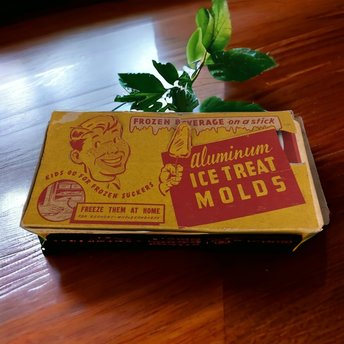 FROZEN BEVERAGE on a stick
aluminum
ICE TREAT
MOLDS
KIDS GO FOR FROZEN SUCKERS
FREEZE THEM AT HOME